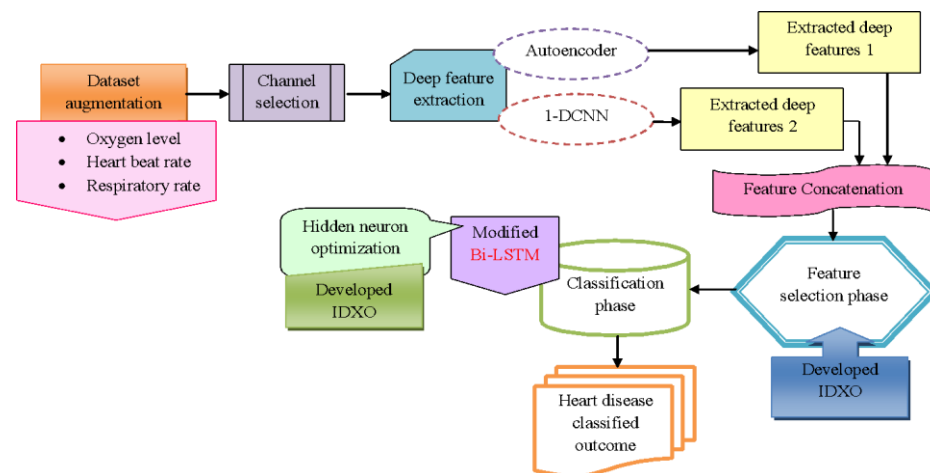 Dataset
augmentation
• Oxygen level
• Heart beat rate
• Respiratory rate
Channel
selection
Deep feature
extraction
Autoencoder
1-DCNN
Extracted deep
features 1
Extracted deep
features 2
Feature Concatenation
Feature
selection phase
Developed
IDXO
Classification
phase
Modified
Bi-LSTM
Hidden neuron
optimization
Developed
IDXO
Heart disease
classified
outcome